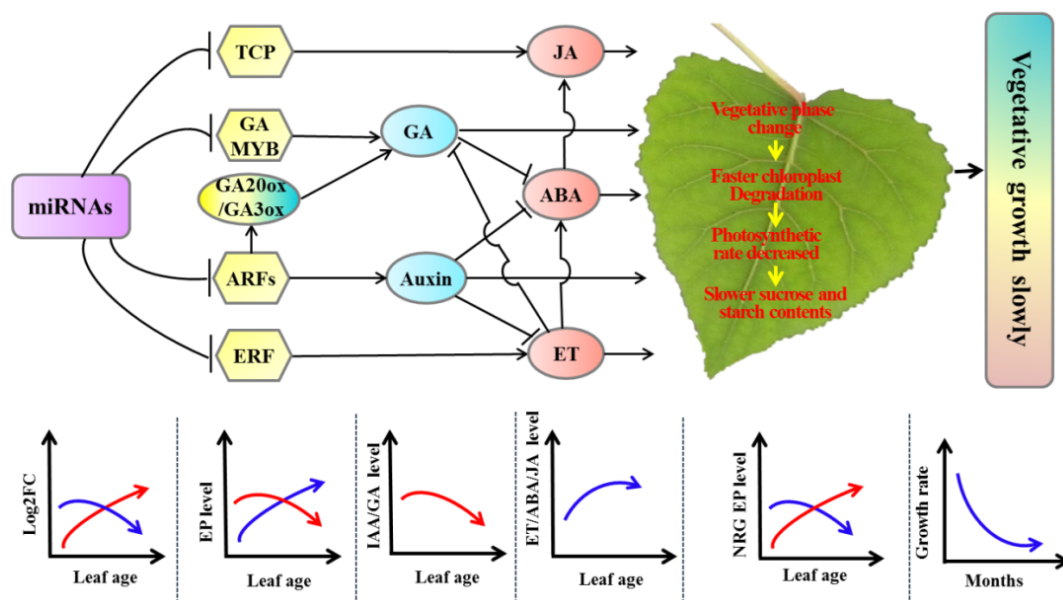 miRNAs
TCP
GA
MYB
GA20ox
/GA3ox
ARFs
ERF
GA
Auxin
JA
ABA
ET
Vegetative phase
change
Faster chloroplast
Degradation
Photosynthetic
rate decreased
Slower sucrose and
starch contents
Vegetative growth slowly
Log2FC
Leaf age
EP level
Leaf age
IAA/GA level
Leaf age
ET/ABA/JA level
Leaf age
NRG EP level
Leaf age
Growth rate
Months